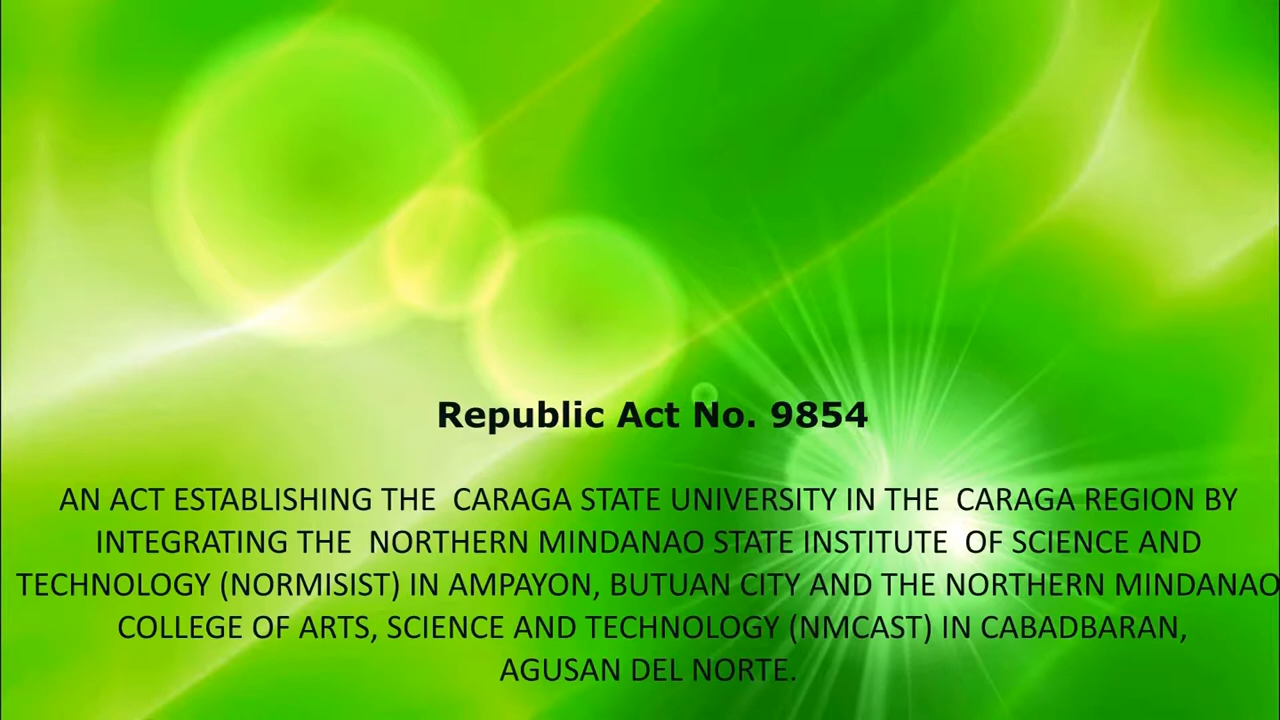 Republic Act No. 9854
AN ACT ESTABLISHING THE CARAGA STATE UNIVERSITY IN THE CARAGA REGION BY
INTEGRATING THE NORTHERN MINDANAO STATE INSTITUTE OF SCIENCE AND
TECHNOLOGY (NORMISIST) IN AMPAYON, BUTUAN CITY AND THE NORTHERN MINDANAO
COLLEGE OF ARTS, SCIENCE AND TECHNOLOGY (NMCAST) IN CABADBARAN,
AGUSAN DEL NORTE.